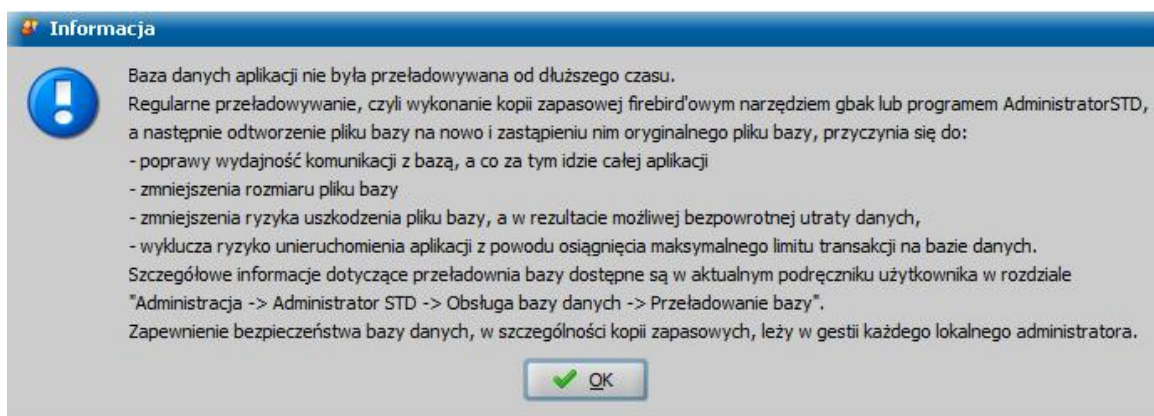 Informacja
Baza danych aplikacji nie była przeładowywana od dłuższego czasu.
Regularne przeładowywanie, czyli wykonanie kopii zapasowej firebird'owym narzędziem gbak lub programem AdministratorSTD,
a następnie odtworzenie pliku bazy na nowo i zastąpieniu nim oryginalnego pliku bazy, przyczynia się do:
- poprawy wydajność komunikacji z bazą, a co za tym idzie całej aplikacji
- zmniejszenia rozmiaru pliku bazy
- zmniejszenia ryzyka uszkodzenia pliku bazy, a w rezultacie możliwej bezpowrotnej utraty danych,
- wyklucza ryzyko unieruchomienia aplikacji z powodu osiągnięcia maksymalnego limitu transakcji na bazie danych.
Szczegółowe informacje dotyczące przeładownia bazy dostępne są w aktualnym podręczniku użytkownika w rozdziale
"Administracja -> Administrator STD -> Obsługa bazy danych -> Przeładowanie bazy".
Zapewnienie bezpieczeństwa bazy danych, w szczególności kopii zapasowych, leży w gestii każdego lokalnego administratora.
OK